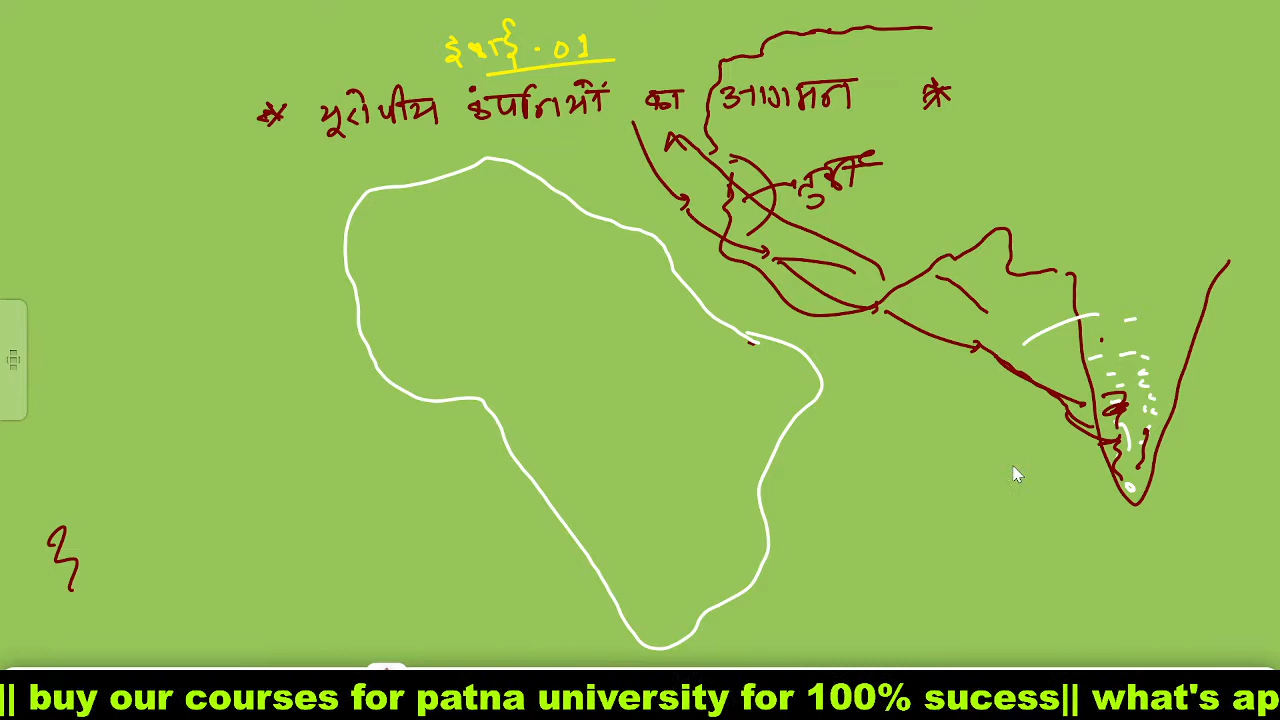 इकाई - 01
* यूरोपीय कंपनियों का आगमन *
तुर्की
|| buy our courses for patna university for 100% sucess|| what's ap